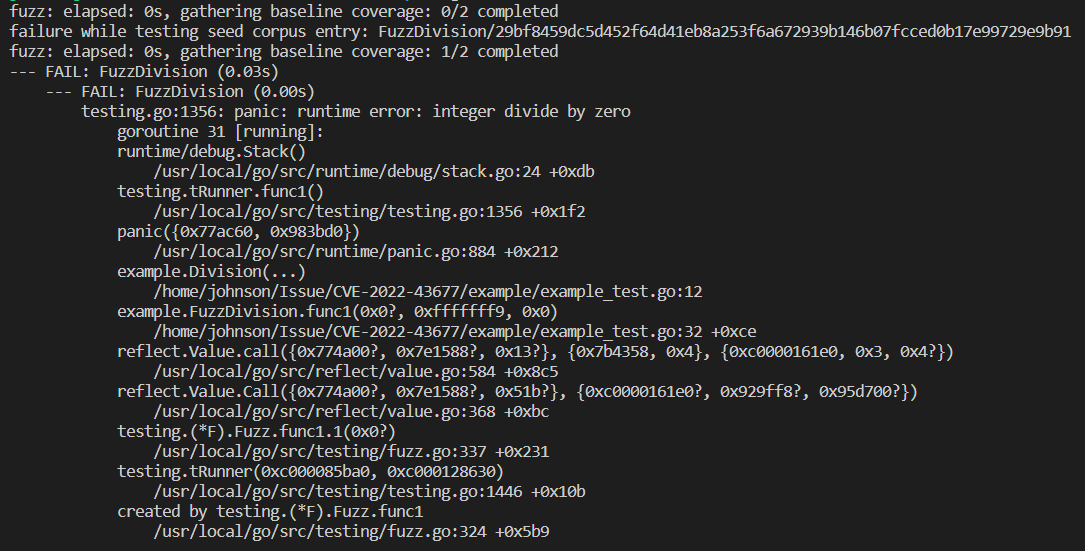 fuzz: elapsed: 0s, gathering baseline coverage: 0/2 completed
failure while testing seed corpus entry: FuzzDivision/29bf8459dc5d452f64d41eb8a253f6a672939b146b07fcced0b17e99729e9b91
fuzz: elapsed: 0s, gathering baseline coverage: 1/2 completed
--- FAIL: FuzzDivision (0.03s)
    --- FAIL: FuzzDivision (0.00s)
        testing.go:1356: panic: runtime error: integer divide by zero
            goroutine 31 [running]:
            runtime/debug.Stack()
                /usr/local/go/src/runtime/debug/stack.go:24 +0xdb
            testing.tRunner.func1()
                /usr/local/go/src/testing/testing.go:1356 +0x1f2
            panic({0x77ac60, 0x983bd0})
                /usr/local/go/src/runtime/panic.go:884 +0x212
            example.Division(...)
                /home/johnson/Issue/CVE-2022-43677/example/example_test.go:12
            example.FuzzDivision.func1(0x0?, 0xfffffff9, 0x0)
                /home/johnson/Issue/CVE-2022-43677/example/example_test.go:32 +0xce
            reflect.Value.call({0x774a00?, 0x7e1588?, 0x13?}, {0x7b4358, 0x4}, {0xc0000161e0, 0x3, 0x4?})
                /usr/local/go/src/reflect/value.go:584 +0x8c5
            reflect.Value.Call({0x774a00?, 0x7e1588?, 0x51b?}, {0xc0000161e0?, 0x929ff8?, 0x95d700?})
                /usr/local/go/src/reflect/value.go:368 +0xbc
            testing.(*F).Fuzz.func1.1(0x0?)
                /usr/local/go/src/testing/fuzz.go:337 +0x231
            testing.tRunner(0xc000085ba0, 0xc000128630)
                /usr/local/go/src/testing/testing.go:1446 +0x10b
            created by testing.(*F).Fuzz.func1
                /usr/local/go/src/testing/fuzz.go:324 +0x5b9